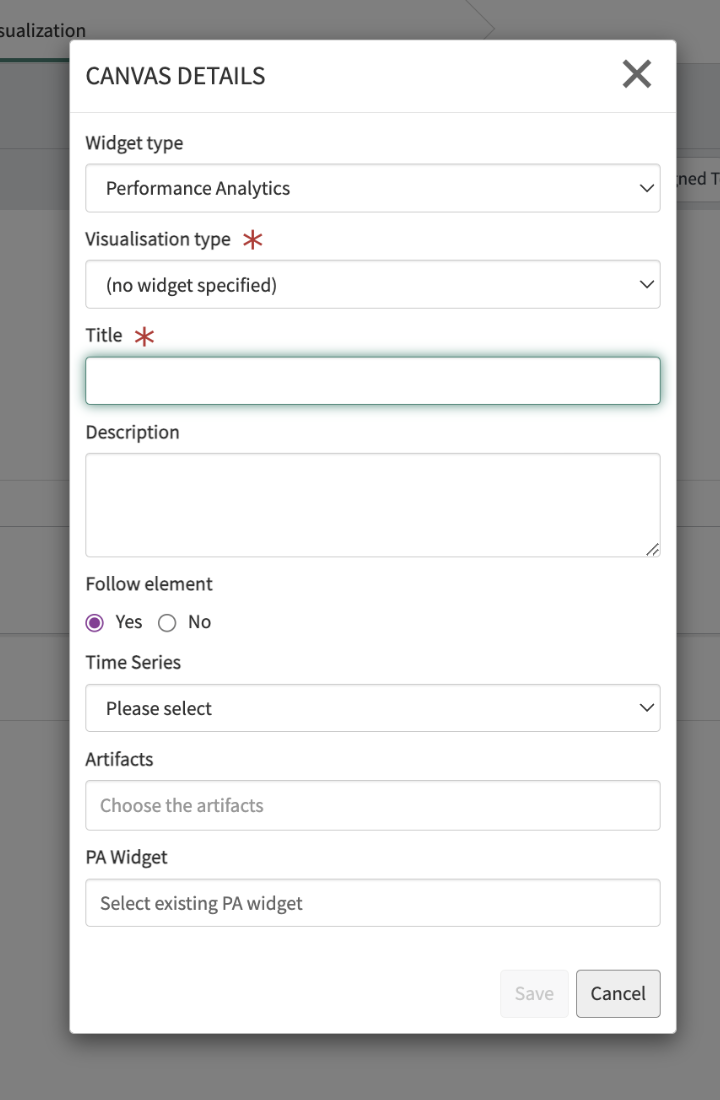 sualization
CANVAS DETAILS
Widget type
Performance Analytics
gned T
Visualisation type *
(no widget specified)
Title *
Description
Follow element
Yes No
Time Series
Please select
Artifacts
Choose the artifacts
PA Widget
Select existing PA widget
Save Cancel